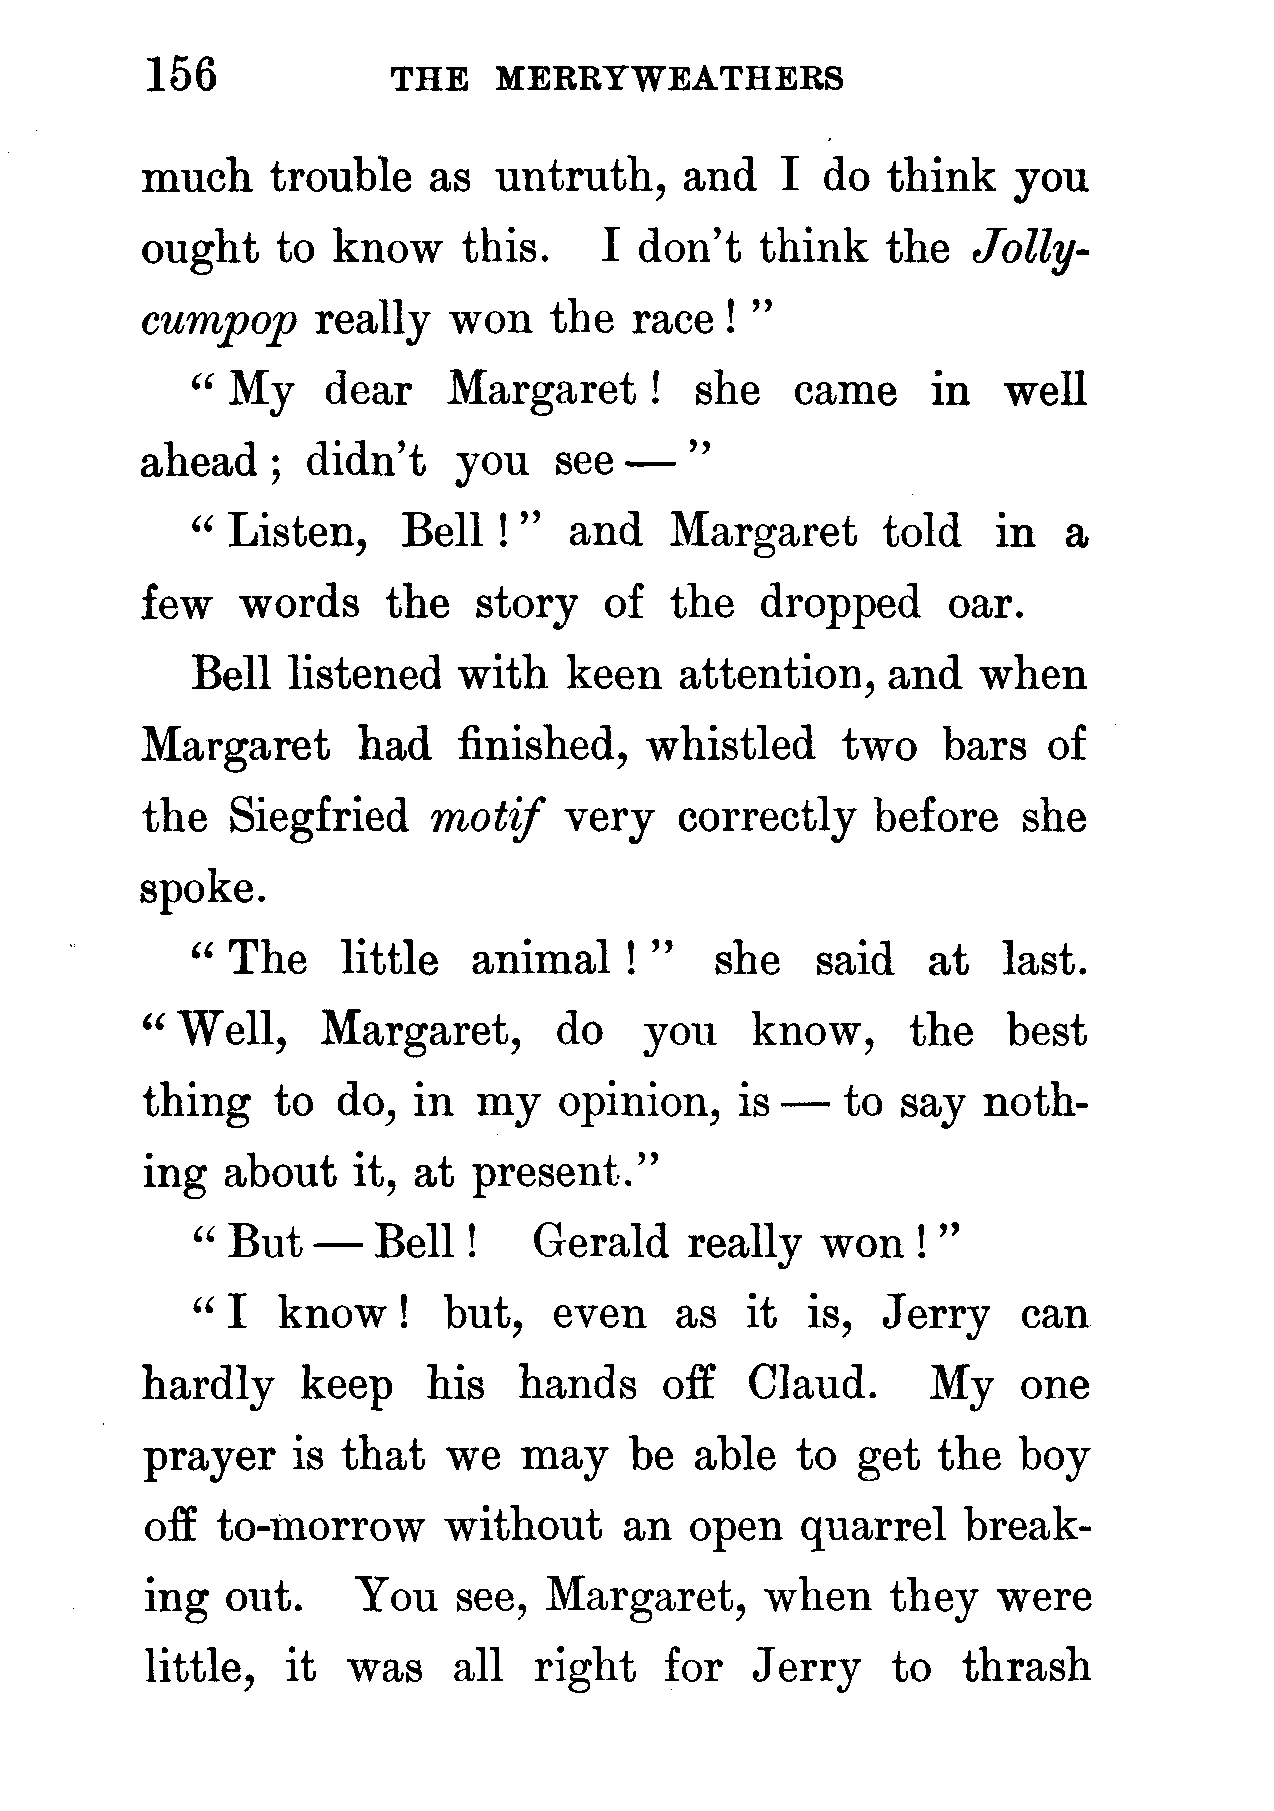 156 THE MERRYWEATHERS
much trouble as untruth, and I do think you
ought to know this. I don't think the Jolly-
cumpop really won the race! "
" My dear Margaret! she came in well
ahead; didn't you see — "
" Listen, Bell!" and Margaret told in a
few words the story of the dropped oar.
Bell listened with keen attention, and when
Margaret had finished, whistled two bars of
the Siegfried motif very correctly before she
spoke.
" The little animal! " she said at last.
" Well, Margaret, do you know, the best
thing to do, in my opinion, is — to say noth-
ing about it, at present."
" But — Bell! Gerald really won! "
" I know! but, even as it is, Jerry can
hardly keep his hands off Claud. My one
prayer is that we may be able to get the boy
off to-morrow without an open quarrel break-
ing out. You see, Margaret, when they were
little, it was all right for Jerry to thrash